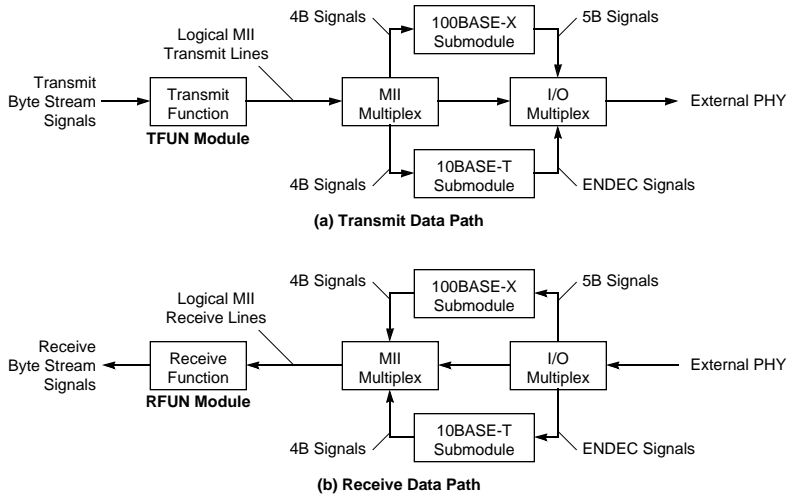 4B Signals
100BASE-X
Submodule
5B Signals
Logical MII
Transmit Lines
Transmit
Byte Stream
Signals
Transmit
Function
TFUN Module
MII
Multiplex
I/O
Multiplex
External PHY
4B Signals
10BASE-T
Submodule
ENDEC Signals
(a) Transmit Data Path
4B Signals
100BASE-X
Submodule
5B Signals
Logical MII
Receive Lines
Receive
Byte Stream
Signals
Receive
Function
RFUN Module
MII
Multiplex
I/O
Multiplex
External PHY
4B Signals
10BASE-T
Submodule
ENDEC Signals
(b) Receive Data Path